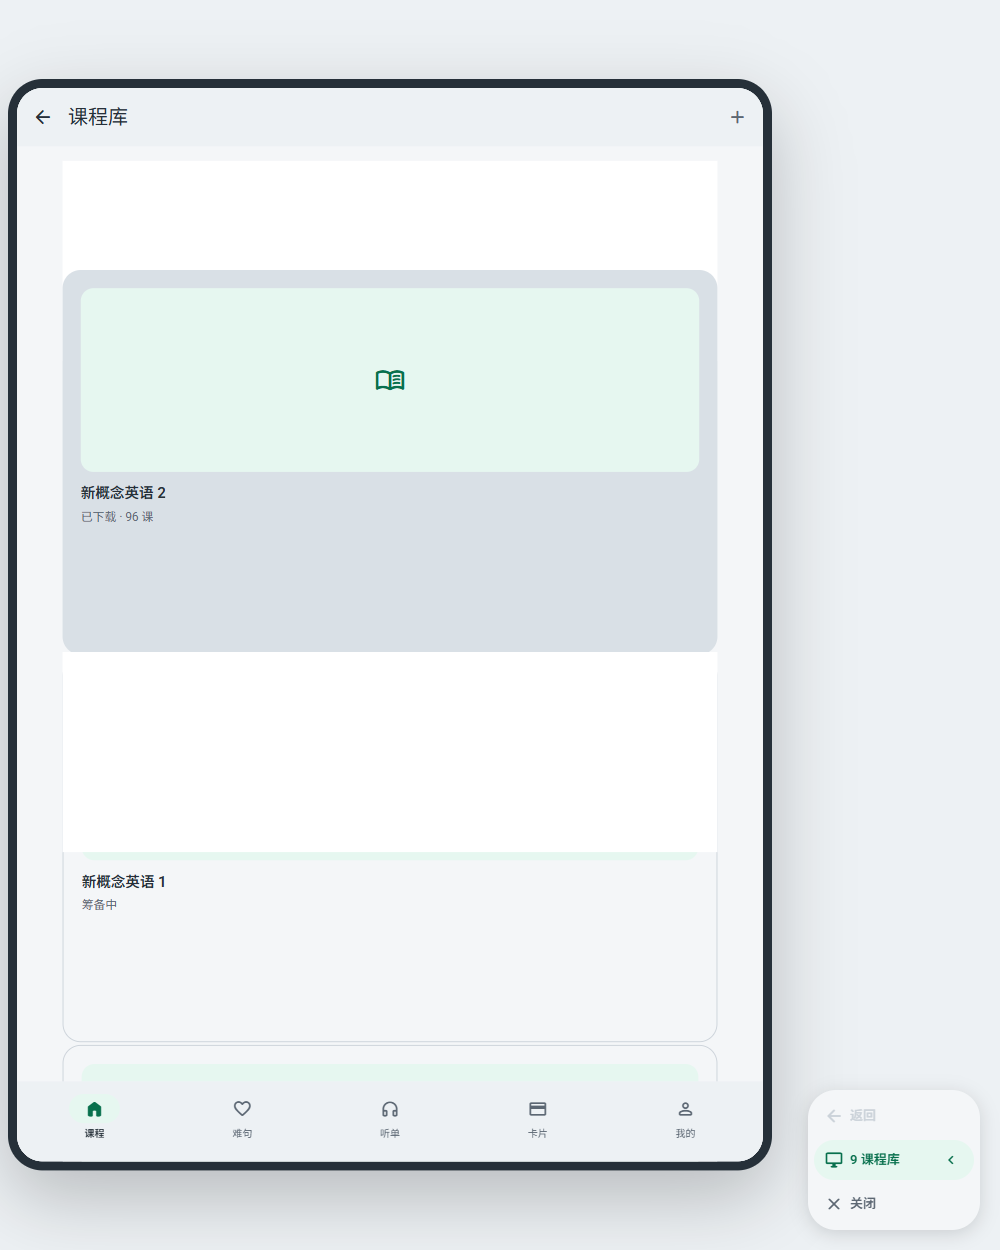 课程库
新概念英语 2
已下载 · 96 课
新概念英语 1
筹备中
课程
难句
听单
卡片
我的
返回
9 课程库
关闭